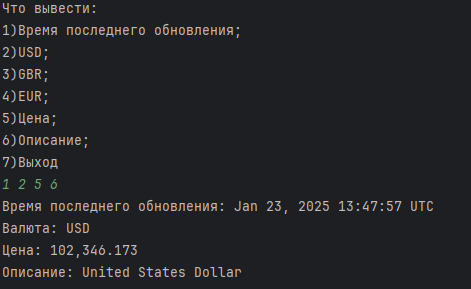 Что вывести:
1)Время последнего обновления;
2)USD;
3)GBR;
4)EUR;
5)Цена;
6)Описание;
7)Выход
1 2 5 6
Время последнего обновления: Jan 23, 2025 13:47:57 UTC
Валюта: USD
Цена: 102,346.173
Описание: United States Dollar